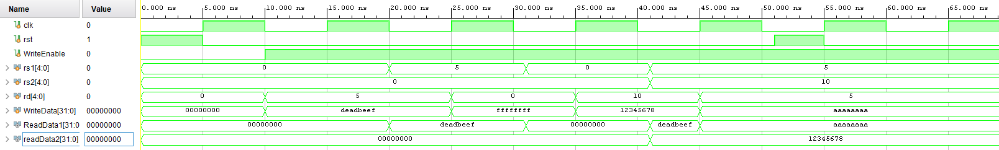 Name Value 0.000 ns 5.000 ns 10.000 ns 15.000 ns 20.000 ns 25.000 ns 30.000 ns 35.000 ns 40.000 ns 45.000 ns 50.000 ns 55.000 ns 60.000 ns 65.000 ns
clk 0
rst 1
WriteEnable 0
rs1[4:0] 0 0 5 0 5
rs2[4:0] 0 0 10
rd[4:0] 0 0 5 0 10 5
WriteData[31:0] 00000000 00000000 deadbeef ffffffff 12345678 aaaaaaaa
ReadData1[31:0 00000000 00000000 deadbeef 00000000 deadbeef aaaaaaaa
readData2[31:0] 00000000 00000000 12345678